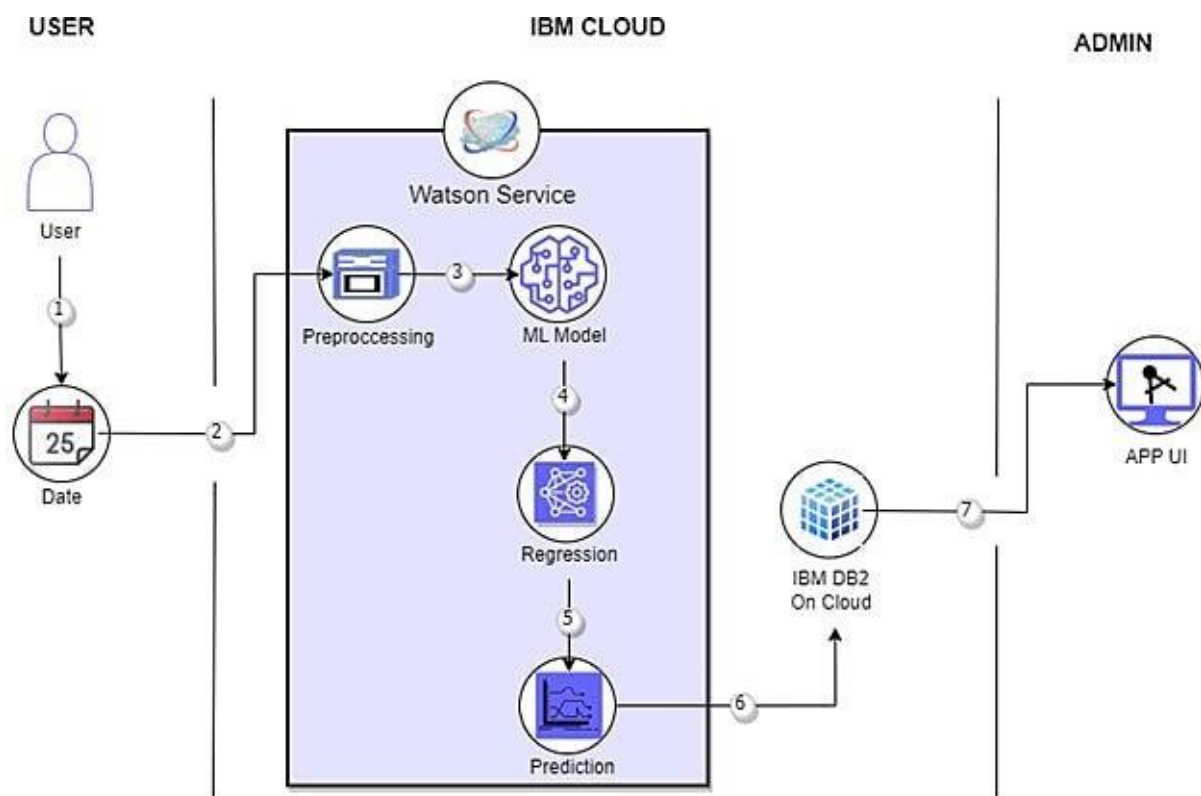 USER
IBM CLOUD
ADMIN
Watson Service
User
1
2
3
Preproccessing
ML Model
4
25
Date
APP UI
Regression
7
IBM DB2
On Cloud
5
6
Prediction